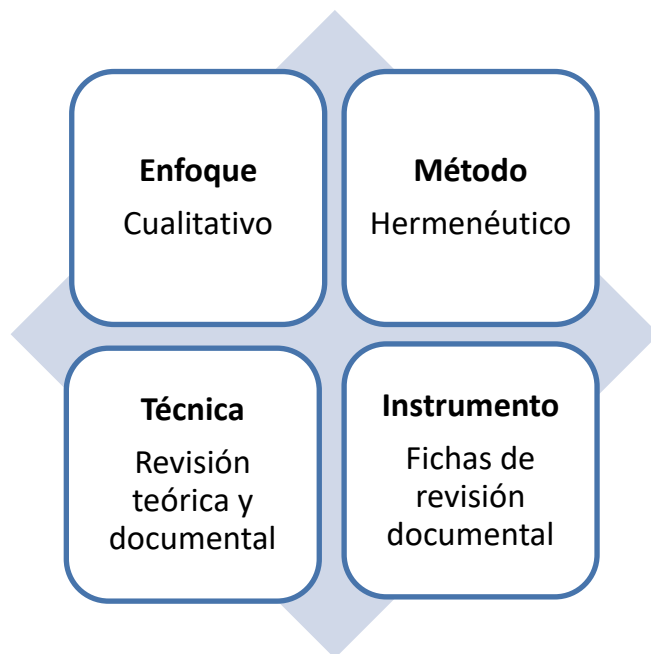 Enfoque
Cualitativo
Método
Hermenéutico
Técnica
Revisión
teórica y
documental
Instrumento
Fichas de
revisión
documental